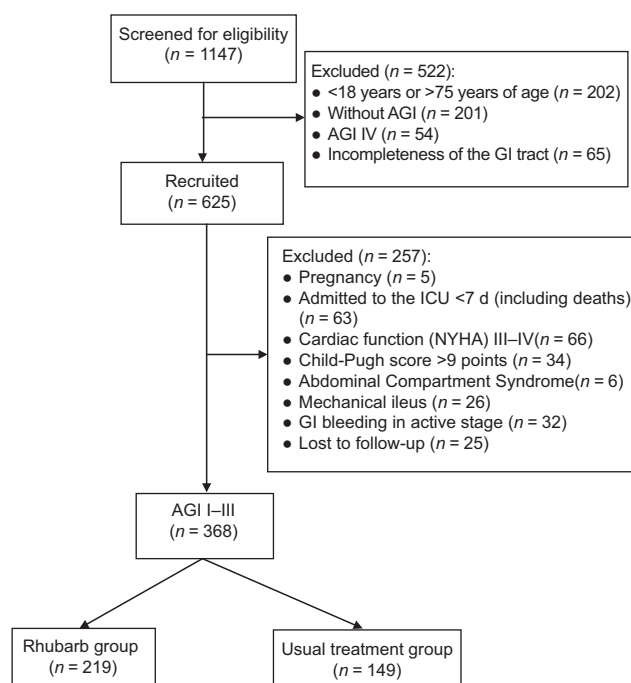 Screened for eligibility
(n = 1147)
Excluded (n = 522):
● <18 years or >75 years of age (n = 202)
● Without AGI (n = 201)
● AGI IV (n = 54)
● Incompleteness of the GI tract (n = 65)
Recruited
(n = 625)
Excluded (n = 257):
● Pregnancy (n = 5)
● Admitted to the ICU <7 d (including deaths)
(n = 63)
● Cardiac function (NYHA) III–IV(n = 66)
● Child-Pugh score >9 points (n = 34)
● Abdominal Compartment Syndrome(n = 6)
● Mechanical ileus (n = 26)
● GI bleeding in active stage (n = 32)
● Lost to follow-up (n = 25)
AGI I–III
(n = 368)
Rhubarb group
(n = 219)
Usual treatment group
(n = 149)